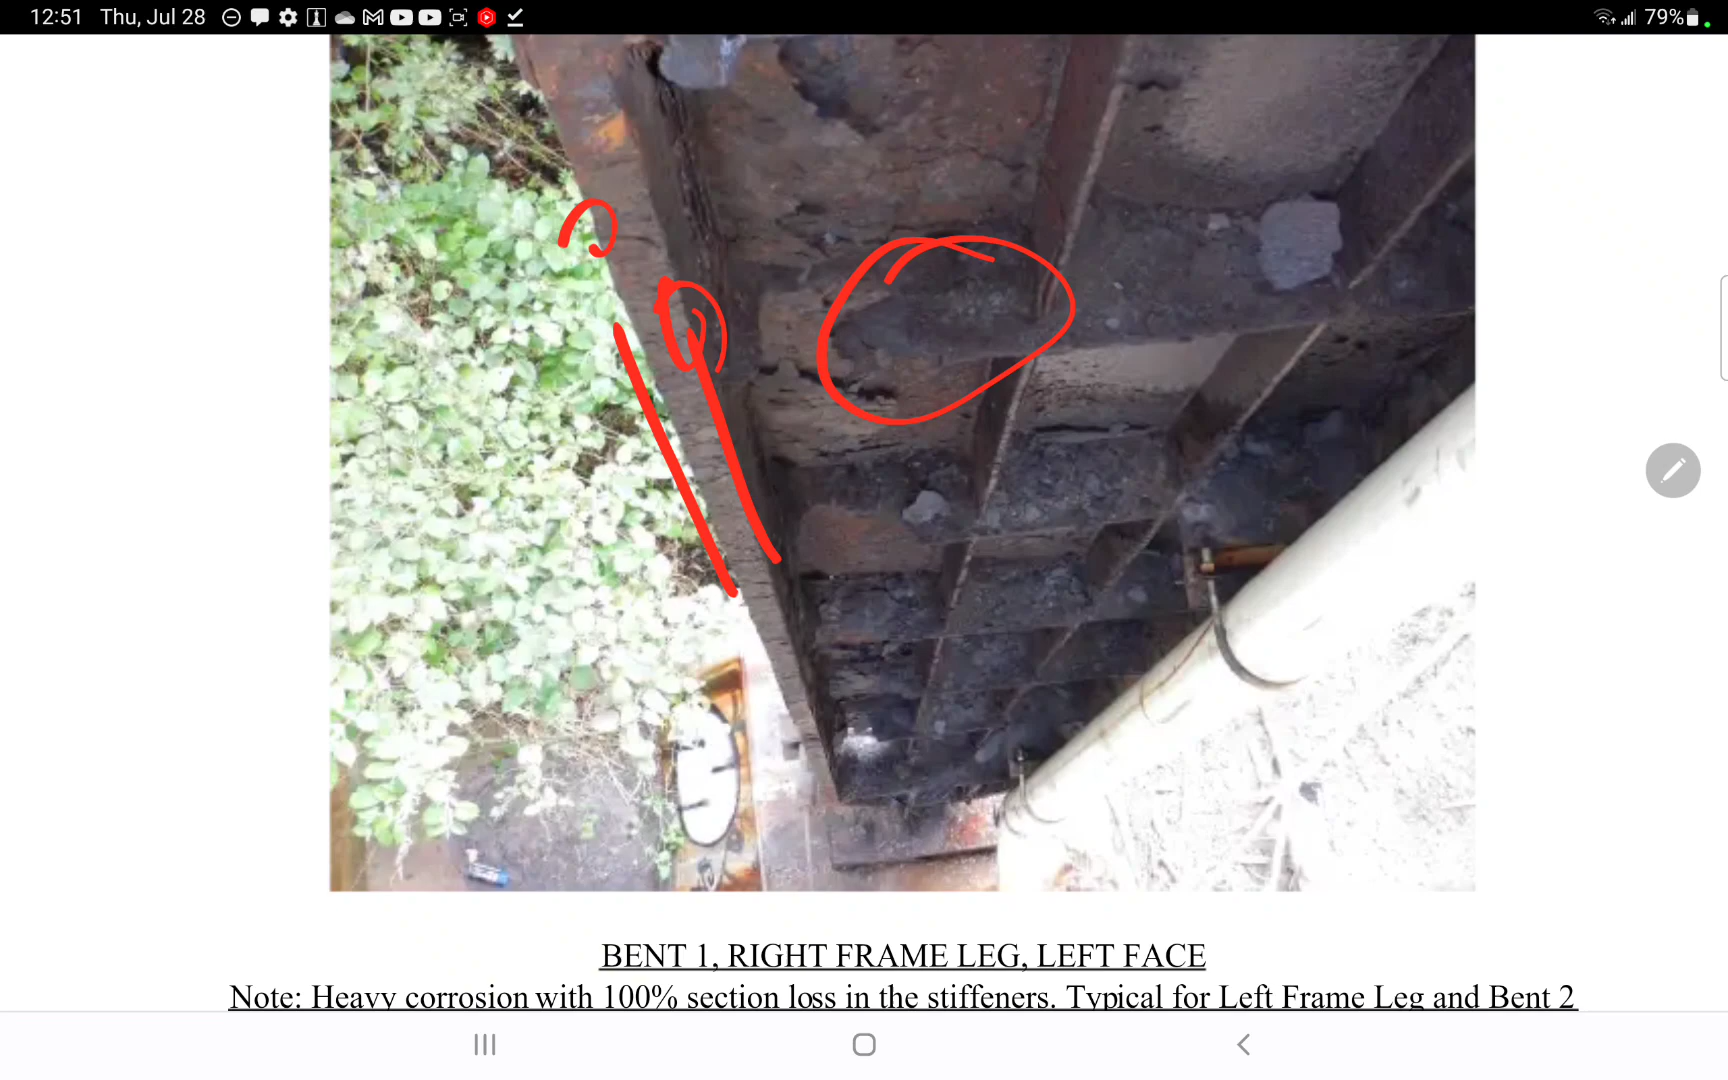 12:51 Thu, Jul 28 79%
BENT 1, RIGHT FRAME LEG, LEFT FACE
Note: Heavy corrosion with 100% section loss in the stiffeners. Typical for Left Frame Leg and Bent 2